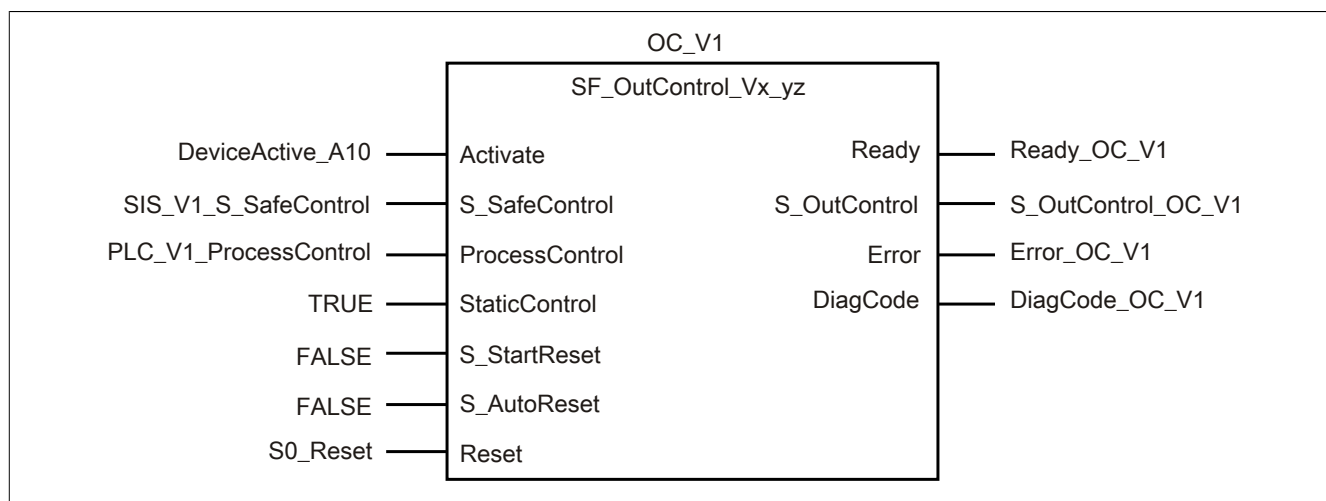 OC_V1
SF_OutControl_Vx_yz
DeviceActive_A10 Activate Ready Ready_OC_V1
SIS_V1_S_SafeControl S_SafeControl S_OutControl S_OutControl_OC_V1
PLC_V1_ProcessControl ProcessControl Error Error_OC_V1
TRUE StaticControl DiagCode DiagCode_OC_V1
FALSE S_StartReset
FALSE S_AutoReset
S0_Reset Reset